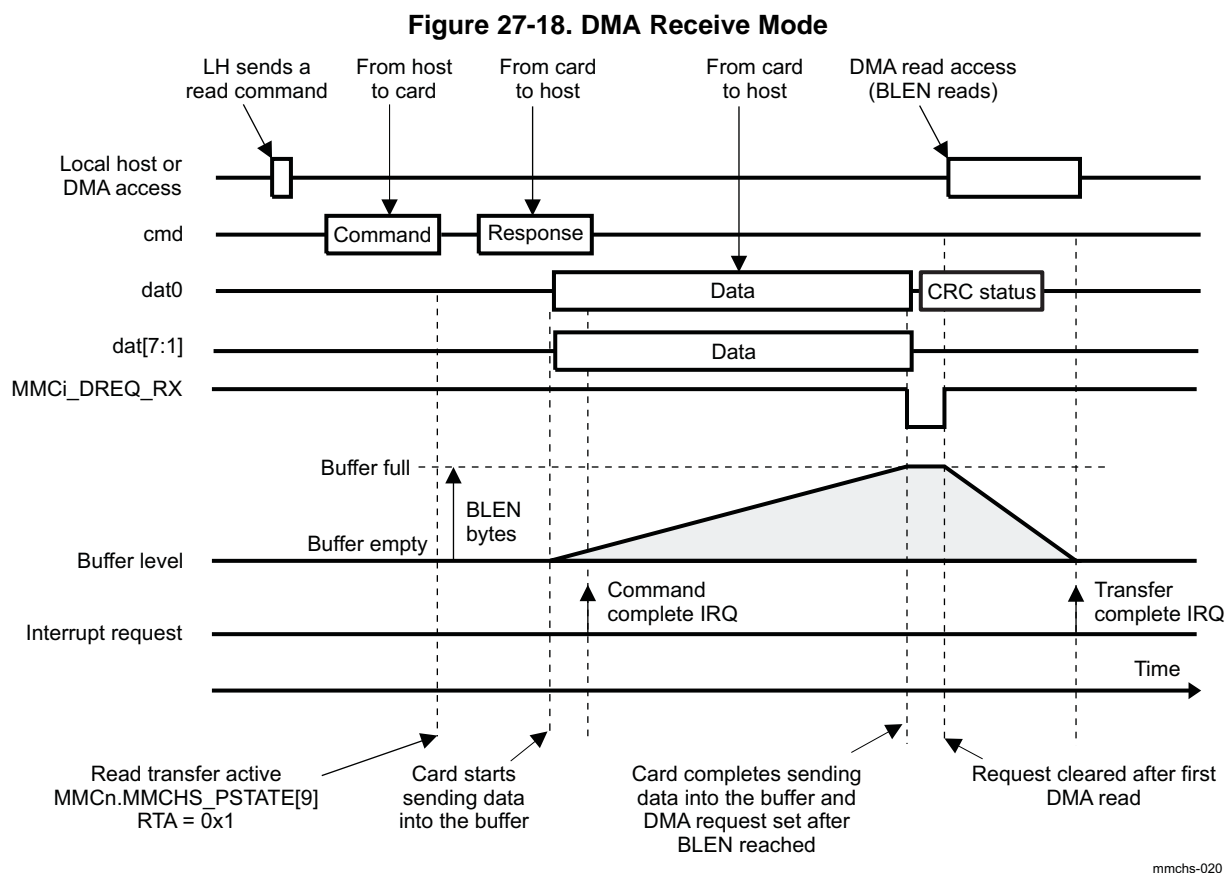 Figure 27-18. DMA Receive Mode
LH sends a
read command
From host
to card
From card
to host
From card
to host
DMA read access
(BLEN reads)
Local host or
DMA access
cmd
Command
Response
dat0
Data
CRC status
dat[7:1]
Data
MMCi_DREQ_RX
Buffer full
BLEN
bytes
Buffer empty
Buffer level
Command
complete IRQ
Transfer
complete IRQ
Interrupt request
Time
Read transfer active
MMCn.MMCHS_PSTATE[9]
RTA = 0x1
Card starts
sending data
into the buffer
Card completes sending
data into the buffer and
DMA request set after
BLEN reached
Request cleared after first
DMA read
mmchs-020